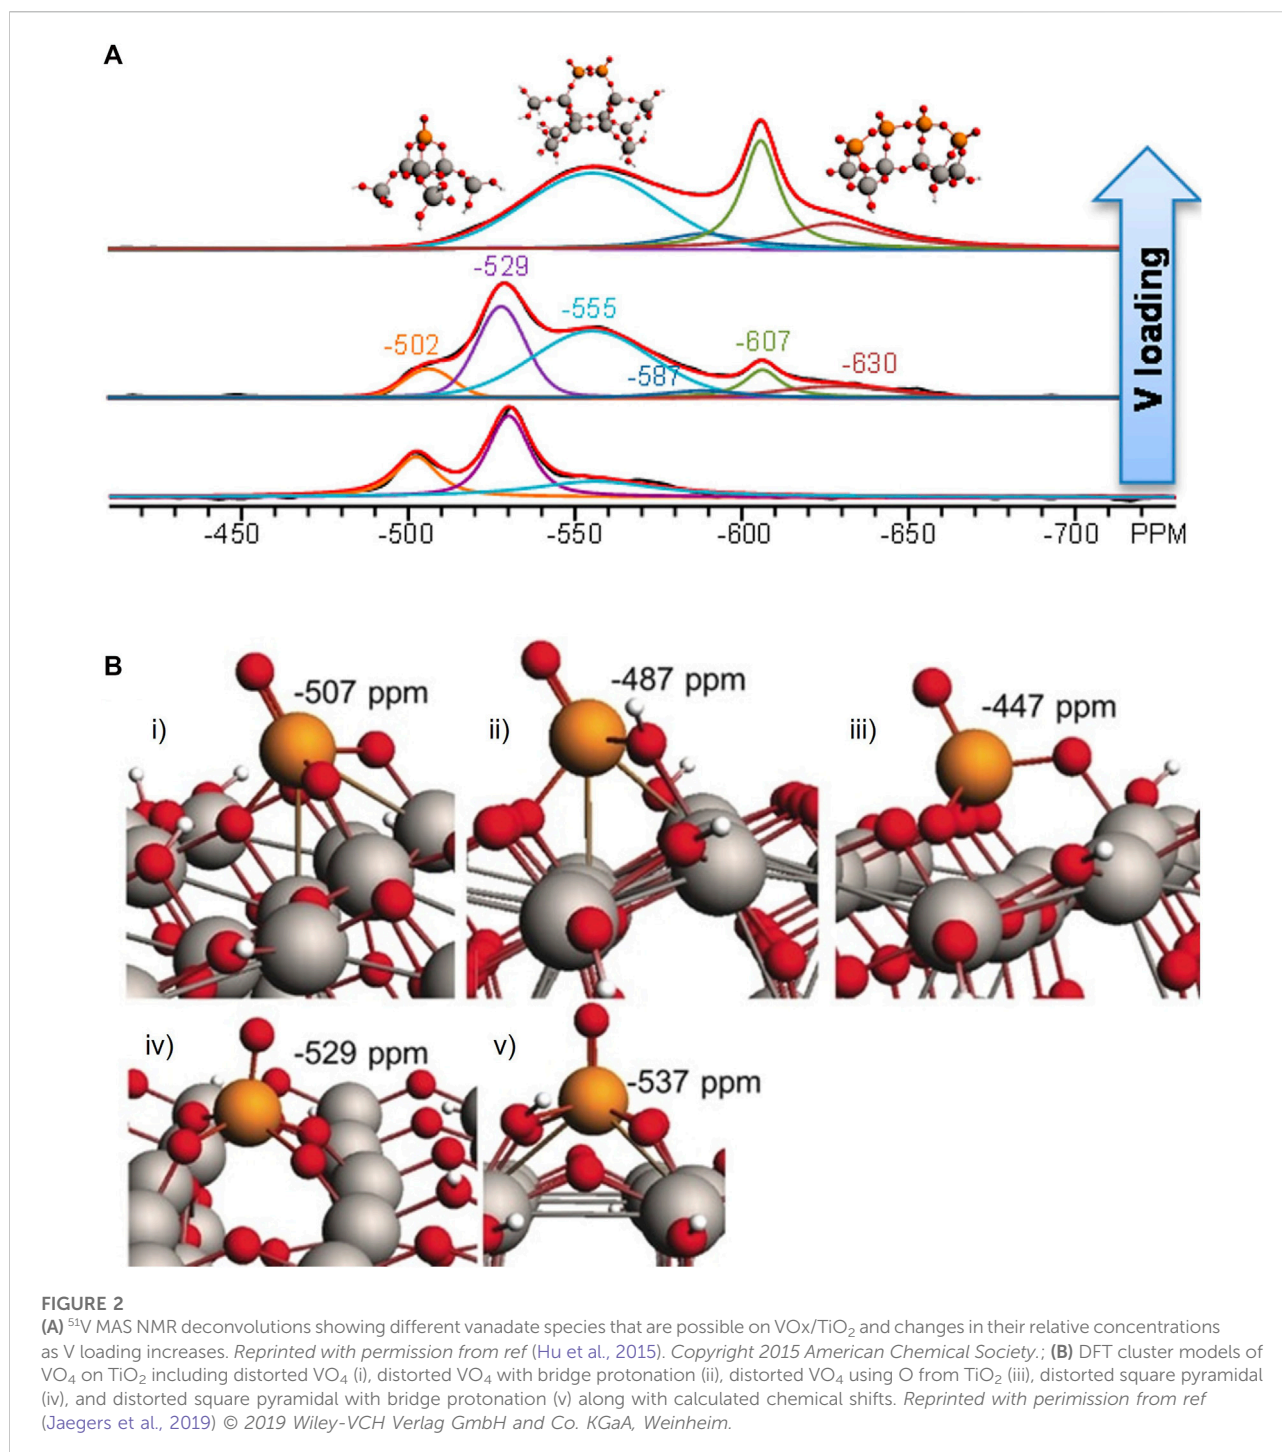 A
-529
-555
-502
-607
-587
-630
V loading
-450 -500 -550 -600 -650 -700 PPM
B
-507 ppm
i)
-487 ppm
ii)
-447 ppm
iii)
iv)
-529 ppm
v)
-537 ppm
FIGURE 2
(A) ⁵¹V MAS NMR deconvolutions showing different vanadate species that are possible on VOx/TiO₂ and changes in their relative concentrations
as V loading increases. Reprinted with permission from ref (Hu et al., 2015). Copyright 2015 American Chemical Society.; (B) DFT cluster models of
VO₄ on TiO₂ including distorted VO₄ (i), distorted VO₄ with bridge protonation (ii), distorted VO₄ using O from TiO₂ (iii), distorted square pyramidal
(iv), and distorted square pyramidal with bridge protonation (v) along with calculated chemical shifts. Reprinted with perimission from ref
(Jaegers et al., 2019) © 2019 Wiley-VCH Verlag GmbH and Co. KGaA, Weinheim.